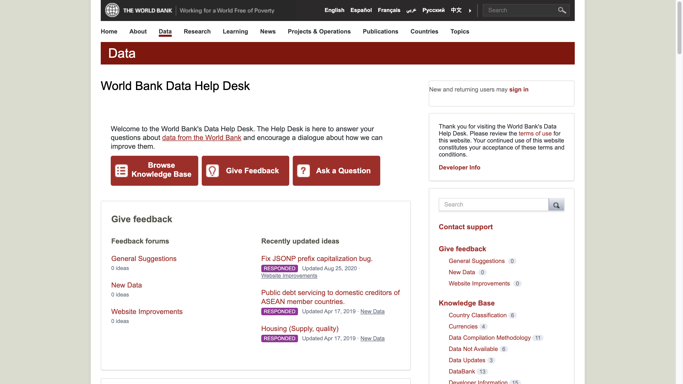 THE WORLD BANK
Working for a World Free of Poverty
English Español Français عربي Русский 中文
Search
Home About Data Research Learning News Projects & Operations Publications Countries Topics
Data
World Bank Data Help Desk
New and returning users may sign in
Welcome to the World Bank's Data Help Desk. The Help Desk is here to answer your
questions about data from the World Bank and encourage a dialogue about how we can
improve them.
Browse
Knowledge Base
Give Feedback
Ask a Question
Thank you for visiting the World Bank's Data
Help Desk. Please review the terms of use for
this website. Your continued use of this website
constitutes your acceptance of these terms and
conditions.
Developer Info
Give feedback
Feedback forums
General Suggestions
0 ideas
New Data
0 ideas
Website Improvements
0 ideas
Recently updated ideas
Fix JSONP prefix capitalization bug.
RESPONDED Updated Aug 25, 2020 ·
Website Improvements
Public debt servicing to domestic creditors of
ASEAN member countries.
RESPONDED Updated Apr 17, 2019 · New Data
Housing (Supply, quality)
RESPONDED Updated Apr 17, 2019 · New Data
Search
Contact support
Give feedback
General Suggestions 0
New Data 0
Website Improvements 0
Knowledge Base
Country Classification 6
Currencies 4
Data Compilation Methodology 11
Data Not Available 6
Data Updates 3
DataBank 13
Developer Information 15